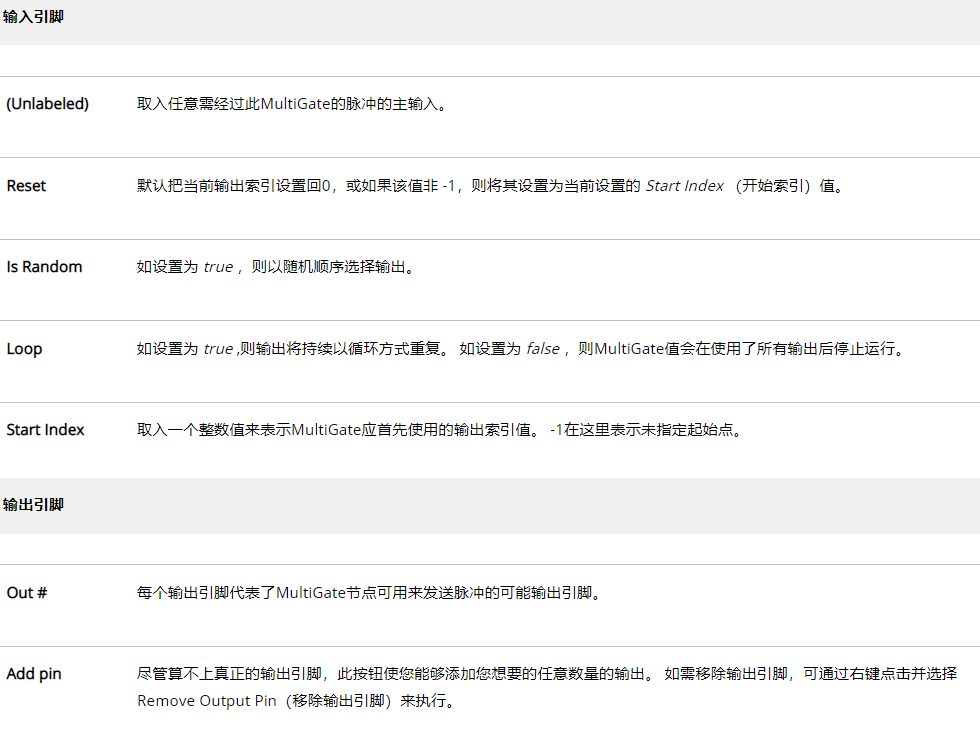 输入引脚
(Unlabeled) 取入任意需经过此MultiGate的脉冲的主输入。
Reset 默认把当前输出索引设置回0，或如果该值非 -1，则将其设置为当前设置的 Start Index （开始索引）值。
Is Random 如设置为 true ，则以随机顺序选择输出。
Loop 如设置为 true ,则输出将持续以循环方式重复。 如设置为 false ，则MultiGate值会在使用了所有输出后停止运行。
Start Index 取入一个整数值来表示MultiGate应首先使用的输出索引值。 -1在这里表示未指定起始点。
输出引脚
Out # 每个输出引脚代表了MultiGate节点可用来发送脉冲的可能输出引脚。
Add pin 尽管算不上真正的输出引脚，此按钮使您能够添加您想要的任意数量的输出。 如需移除输出引脚，可通过右键点击并选择
Remove Output Pin（移除输出引脚）来执行。